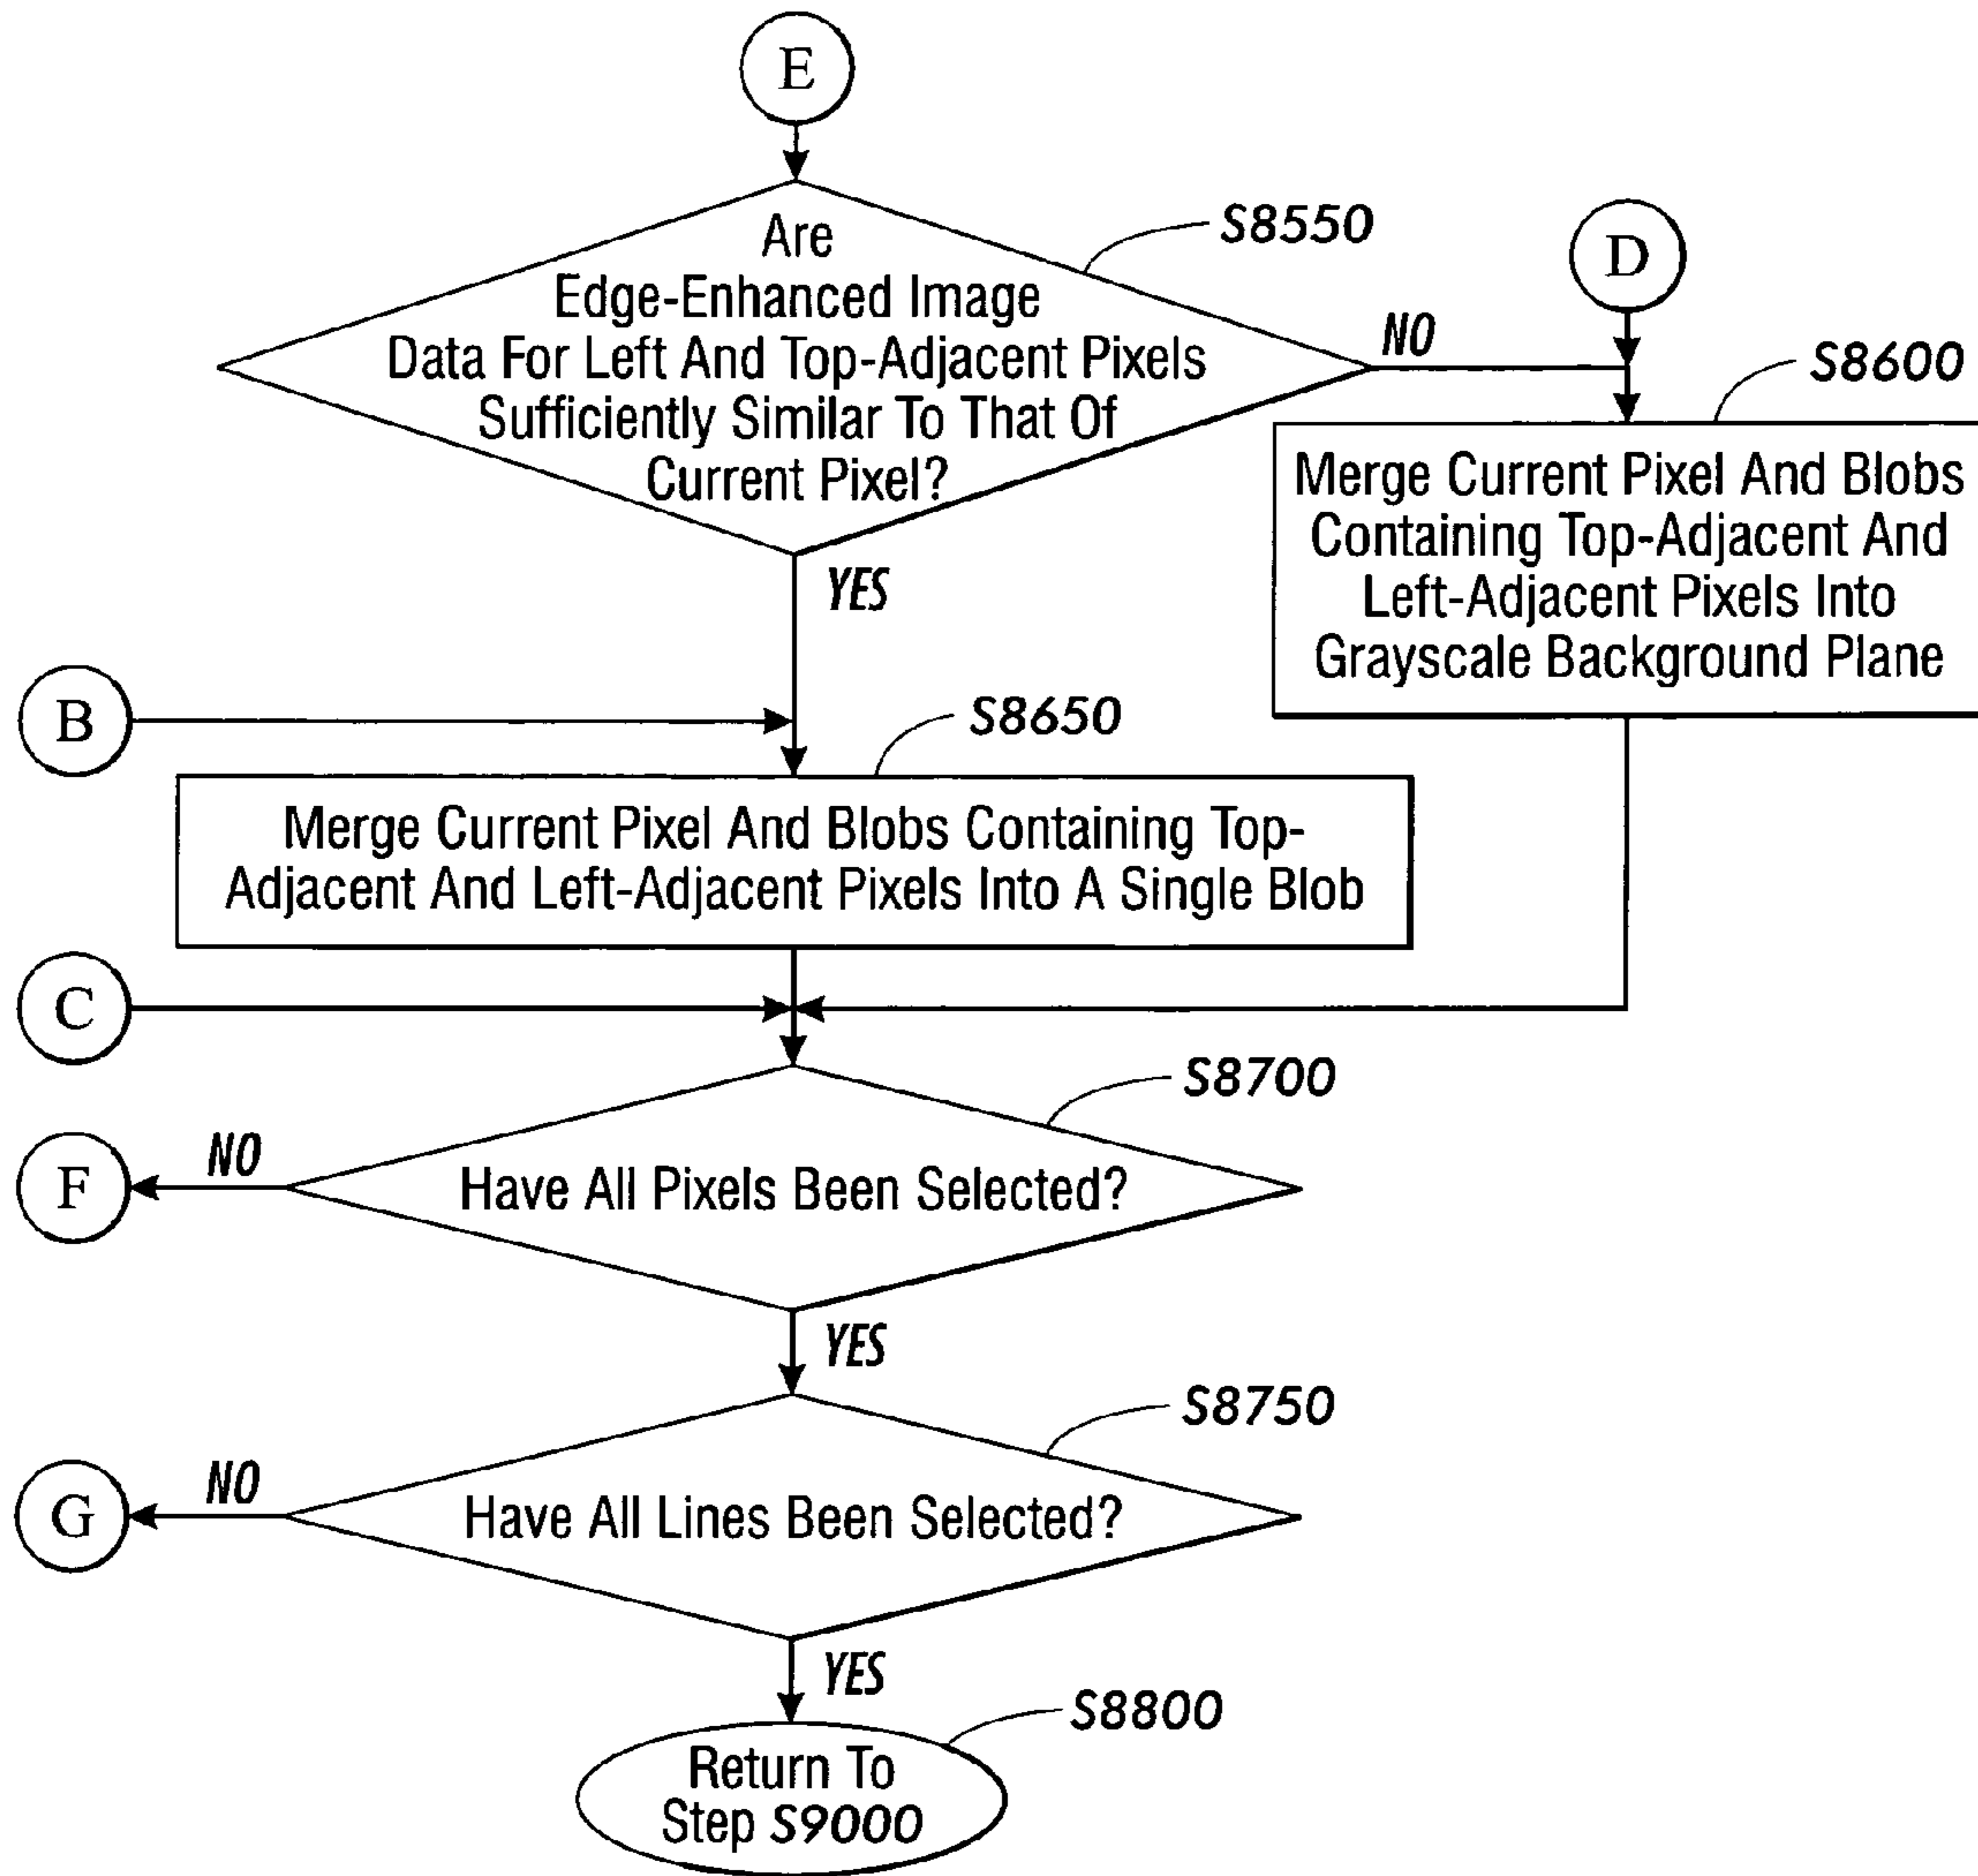 E
Are
Edge-Enhanced Image
Data For Left And Top-Adjacent Pixels
Sufficiently Similar To That Of
Current Pixel?
S8550
NO
YES
D
S8600
Merge Current Pixel And Blobs
Containing Top-Adjacent And
Left-Adjacent Pixels Into
Grayscale Background Plane
B
S8650
Merge Current Pixel And Blobs Containing Top-
Adjacent And Left-Adjacent Pixels Into A Single Blob
C
S8700
Have All Pixels Been Selected?
NO
F
YES
S8750
Have All Lines Been Selected?
NO
G
YES
S8800
Return To
Step S9000